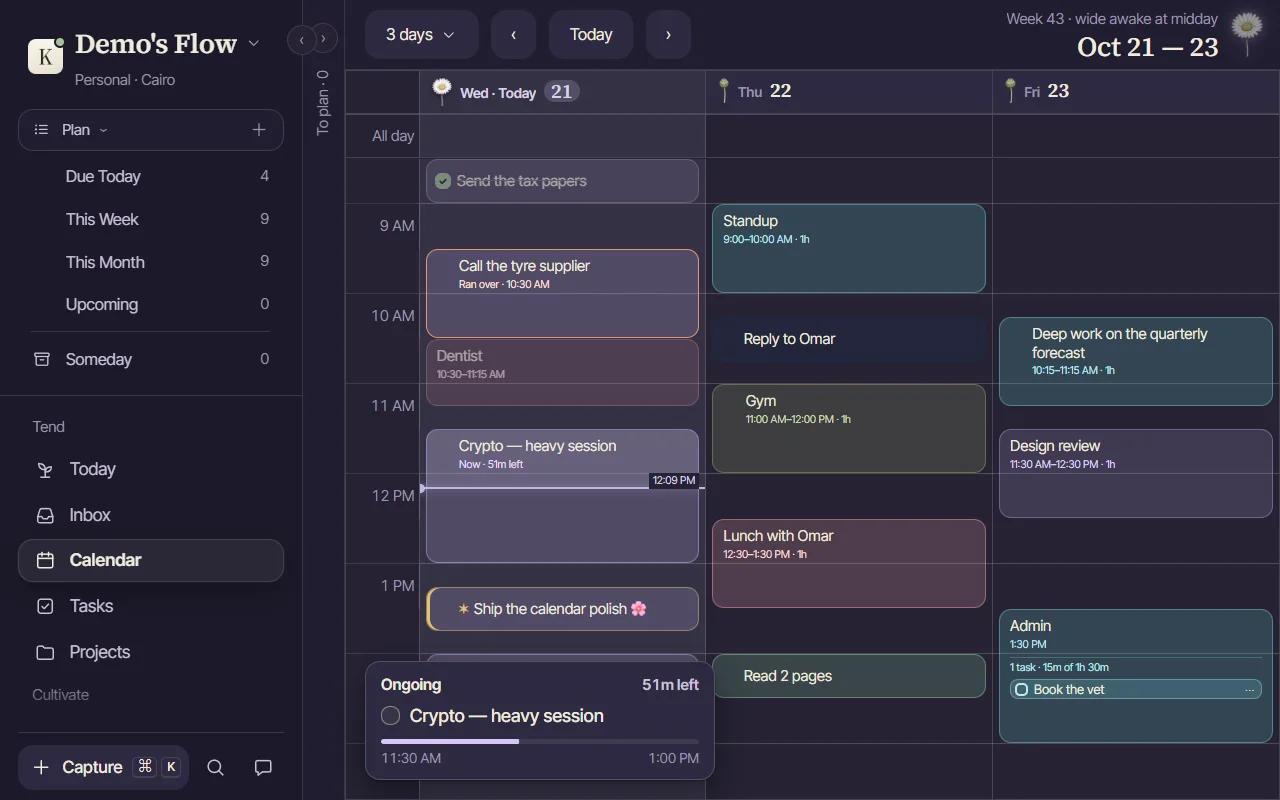 K
Demo's Flow
Personal · Cairo
Plan
Due Today 4
This Week 9
This Month 9
Upcoming 0
Someday 0
Tend
Today
Inbox
Calendar
Tasks
Projects
Cultivate
Capture ⌘ K
To plan · 0
3 days
Today
Week 43 · wide awake at midday
Oct 21 — 23
Wed · Today 21
Thu 22
Fri 23
All day
9 AM
10 AM
11 AM
12 PM
1 PM
Send the tax papers
Call the tyre supplier
Ran over · 10:30 AM
Dentist
10:30–11:15 AM
Crypto — heavy session
Now · 51m left
12:09 PM
✶ Ship the calendar polish 🌸
Ongoing 51m left
Crypto — heavy session
11:30 AM 1:00 PM
Standup
9:00–10:00 AM · 1h
Reply to Omar
Gym
11:00 AM–12:00 PM · 1h
Lunch with Omar
12:30–1:30 PM · 1h
Read 2 pages
Deep work on the quarterly
forecast
10:15–11:15 AM · 1h
Design review
11:30 AM–12:30 PM · 1h
Admin
1:30 PM
1 task · 15m of 1h 30m
Book the vet ...